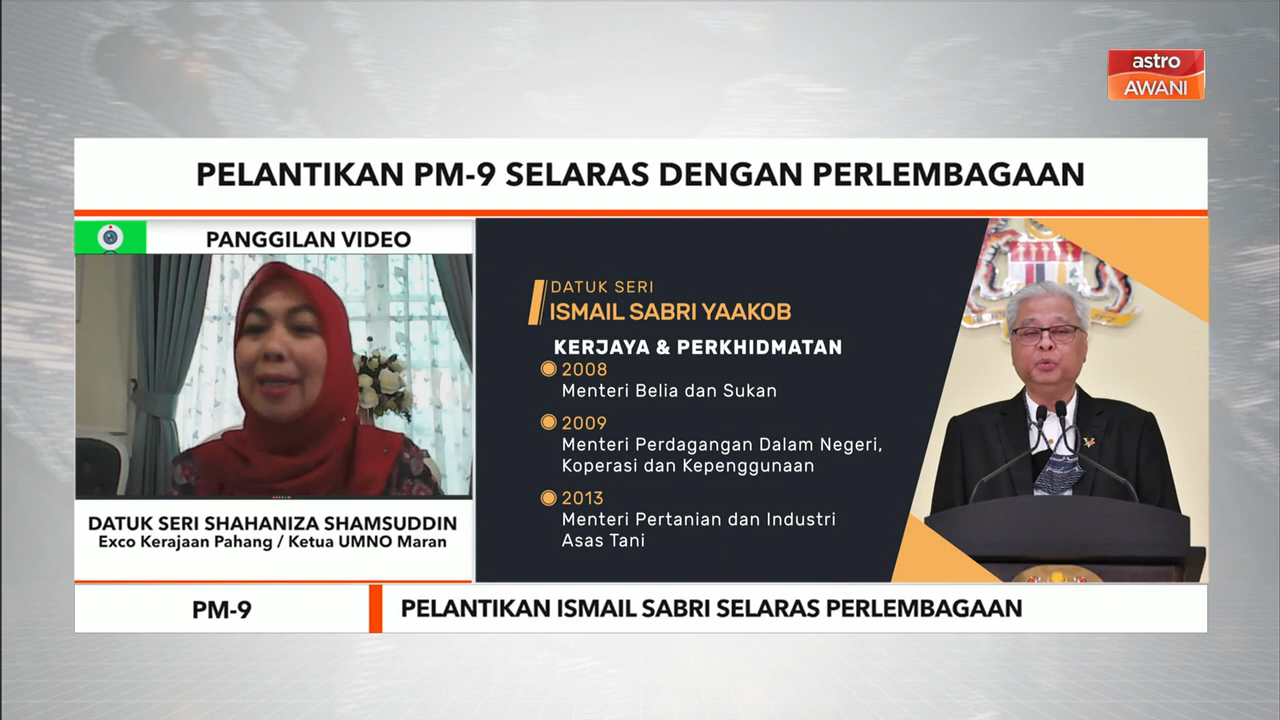 astro
AWANI
PELANTIKAN PM-9 SELARAS DENGAN PERLEMBAGAAN
PANGGILAN VIDEO
DATUK SERI
ISMAIL SABRI YAAKOB
KERJAYA & PERKHIDMATAN
2008
Menteri Belia dan Sukan
2009
Menteri Perdagangan Dalam Negeri,
Koperasi dan Kepenggunaan
2013
Menteri Pertanian dan Industri
Asas Tani
DATUK SERI SHAHANIZA SHAMSUDDIN
Exco Kerajaan Pahang / Ketua UMNO Maran
PM-9
PELANTIKAN ISMAIL SABRI SELARAS PERLEMBAGAAN